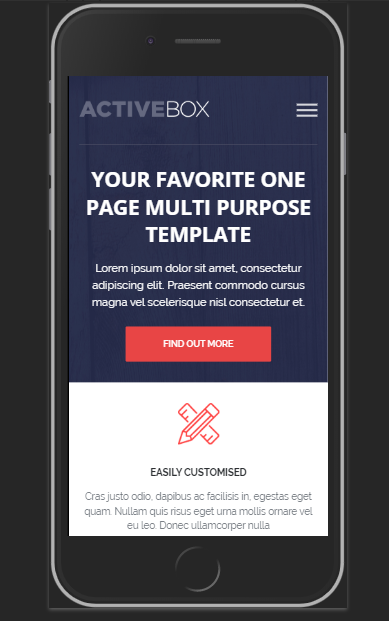 ACTIVEBOX
YOUR FAVORITE ONE
PAGE MULTI PURPOSE
TEMPLATE
Lorem ipsum dolor sit amet, consectetur
adipiscing elit. Praesent commodo cursus
magna vel scelerisque nisl consectetur et.
FIND OUT MORE
EASILY CUSTOMISED
Cras justo odio, dapibus ac facilisis in, egestas eget
quam. Nullam quis risus eget urna mollis ornare vel
eu leo. Donec ullamcorper nulla